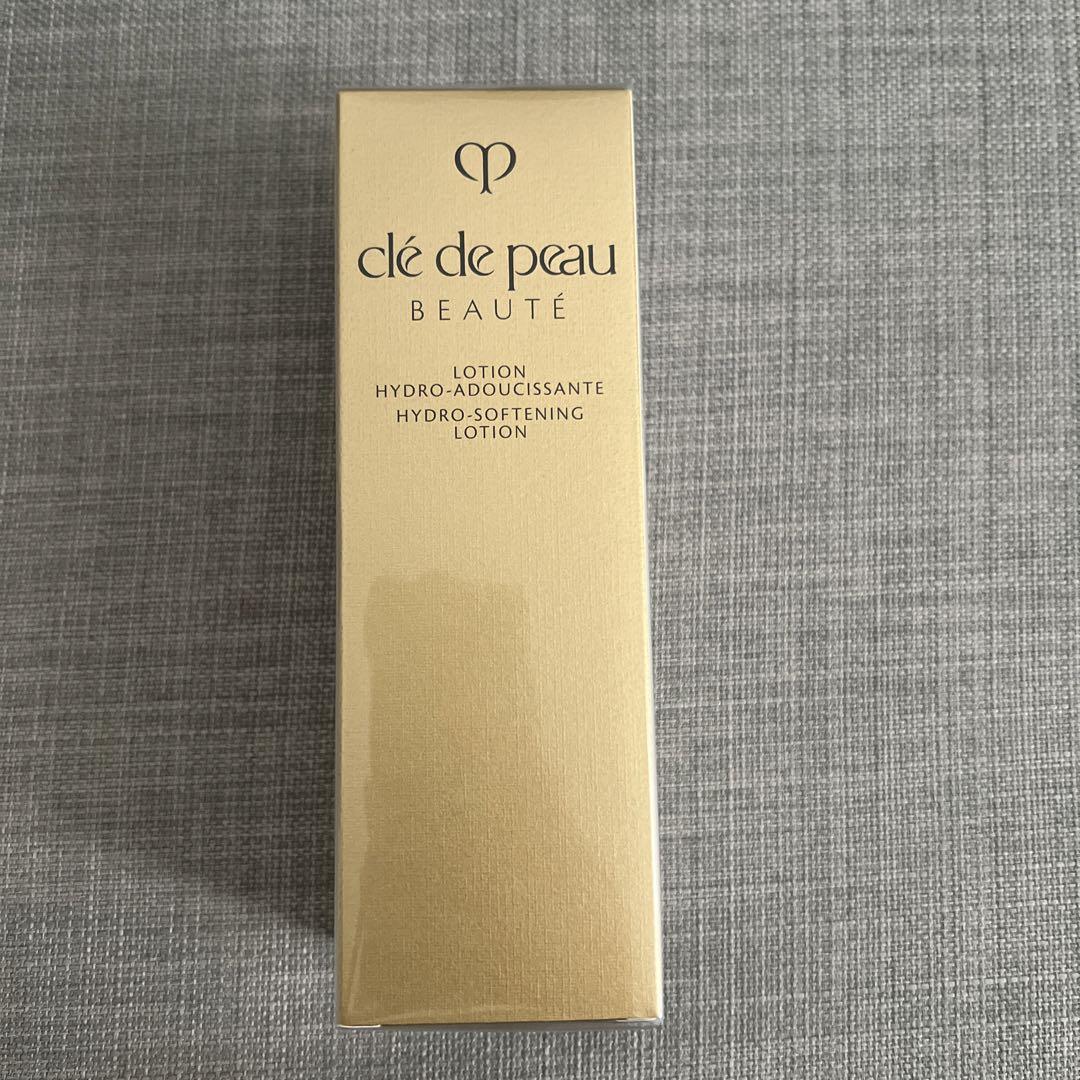 clé de peau
BEAUTÉ
LOTION
HYDRO-ADOUCISSANTE
HYDRO-SOFTENING
LOTION